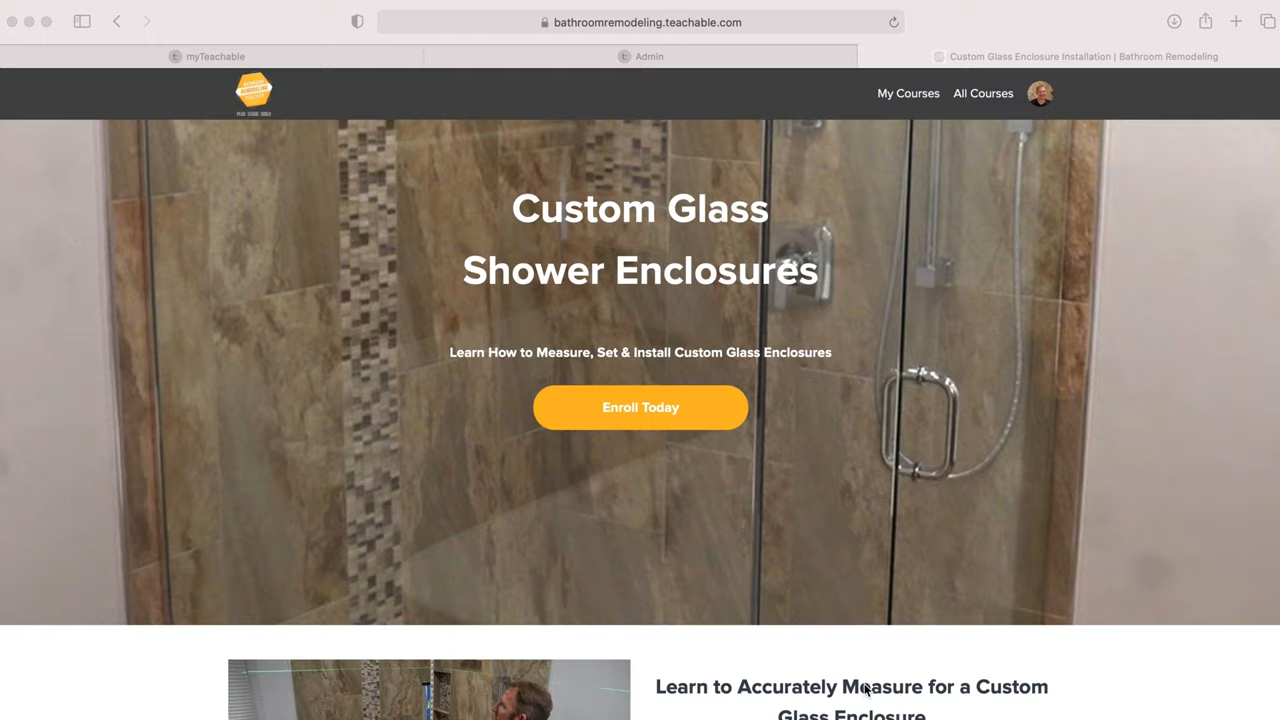 bathroomremodeling.teachable.com
myTeachable
Admin
Custom Glass Enclosure Installation | Bathroom Remodeling
REMODELING
My Courses
All Courses
Custom Glass
Shower Enclosures
Learn How to Measure, Set & Install Custom Glass Enclosures
Enroll Today
Learn to Accurately Measure for a Custom
Glass Enclosure